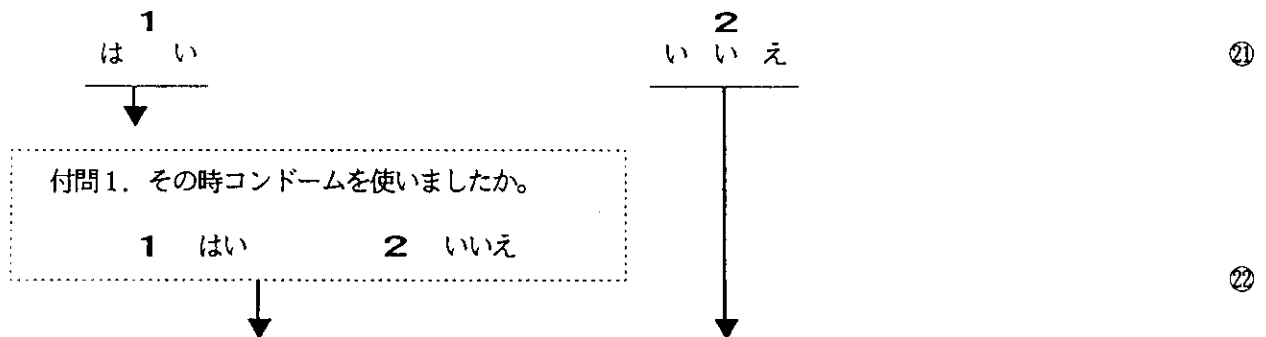 1 2
はい いいえ ㉑
付問1．その時コンドームを使いましたか。
1 はい 2 いいえ
㉒